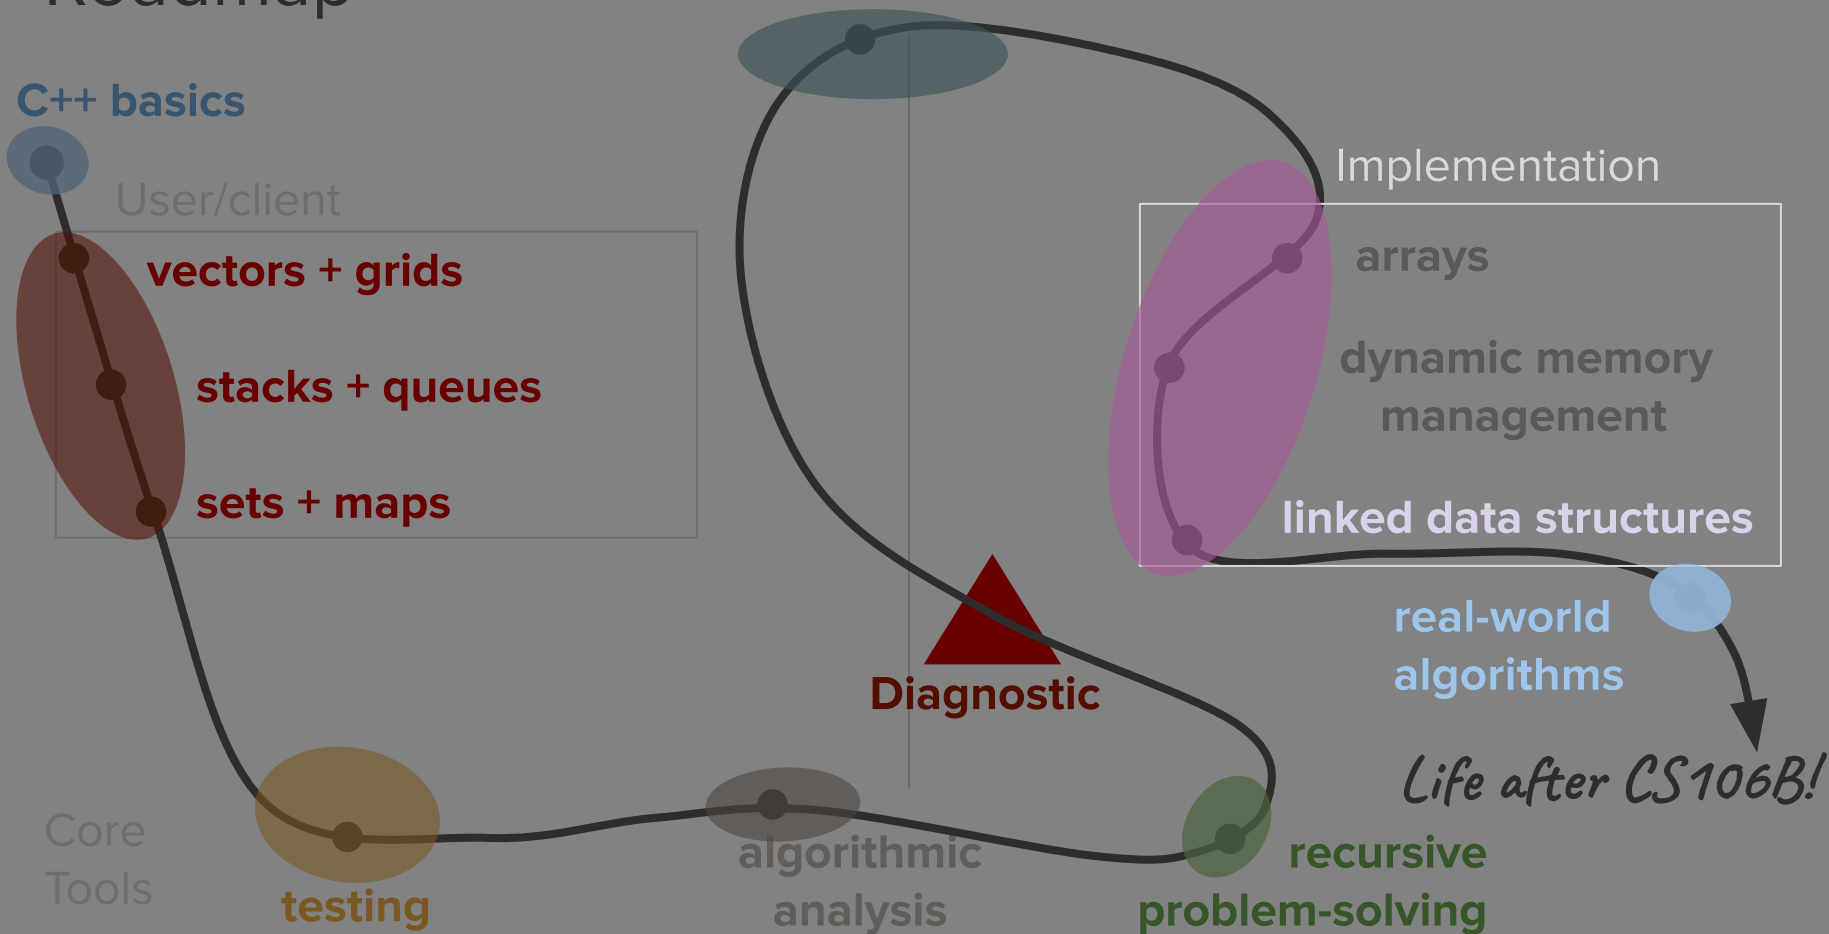 Roadmap
C++ basics
User/client
vectors + grids
stacks + queues
sets + maps
Core
Tools
testing
algorithmic
analysis
recursive
problem-solving
Diagnostic
Implementation
arrays
dynamic memory
management
linked data structures
real-world
algorithms
Life after CS106B!